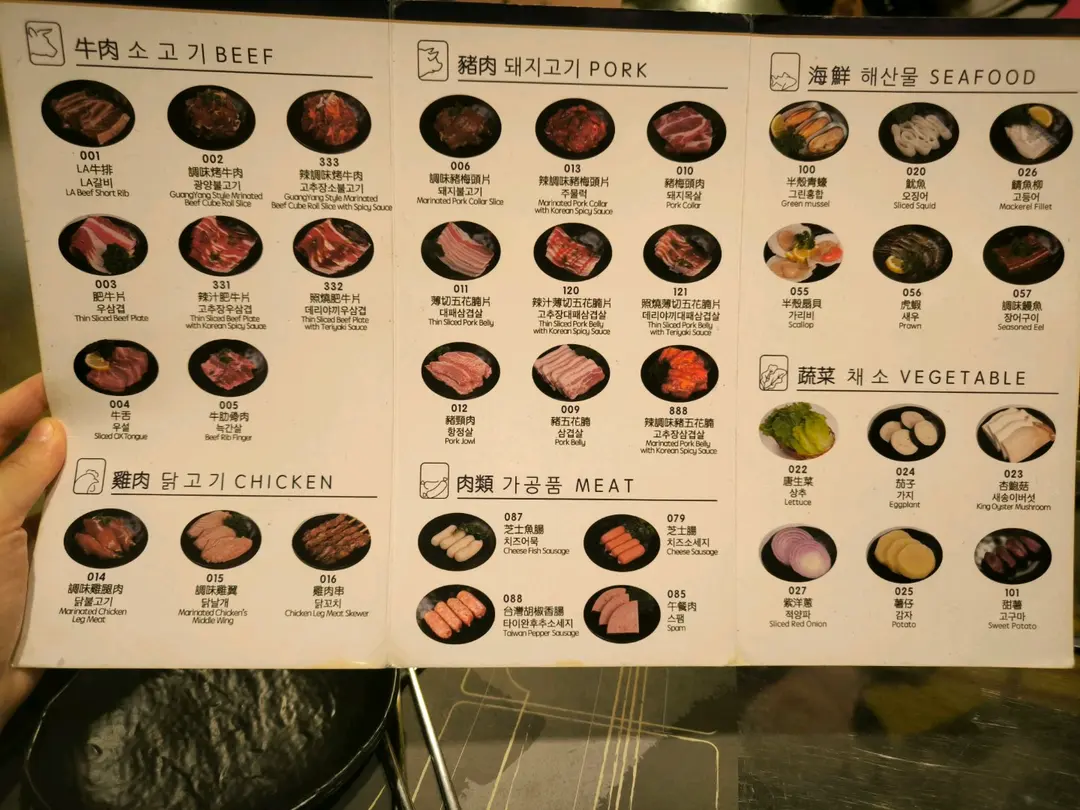 牛肉 소고기 BEEF
001
LA牛排
LA갈비
LA Beef Short Rib
002
調味烤牛肉
광양불고기
GuangYang Style Mrinated
Beef Cube Roll Slice
333
辣調味烤牛肉
고추장소불고기
GuangYang Style Marinated
Beef Cube Roll Slice with Spicy Sauce
003
肥牛片
우삼겹
Thin Sliced Beef Plate
331
辣汁肥牛片
고추장우삼겹
Thin Sliced Beef Plate
with Korean Spicy Sauce
332
照燒肥牛片
데리야끼우삼겹
Thin Sliced Beef Plate
with Teriyaki Sauce
004
牛舌
우설
Sliced OX Tongue
005
牛肋骨肉
늑간살
Beef Rib Finger
雞肉 닭고기 CHICKEN
014
調味雞腿肉
닭불고기
Marinated Chicken
Leg Meat
015
調味雞翼
닭날개
Marinated Chicken's
Middle Wing
016
雞肉串
닭꼬치
Chicken Leg Meat Skewer
豬肉 돼지고기 PORK
006
調味豬梅頭片
돼지불고기
Marinated Pork Collar Slice
013
辣調味豬梅頭片
주물럭
Marinated Pork Collar
with Korean Spicy Sauce
010
豬梅頭肉
돼지목살
Pork Collar
011
薄切五花腩片
대패삼겹살
Thin Sliced Pork Belly
120
辣汁薄切五花腩片
고추장대패삼겹살
Thin Sliced Pork Belly
with Korean Spicy Sauce
121
照燒薄切五花腩片
데리야끼대패삼겹살
Thin Sliced Pork Belly
with Teriyaki Sauce
012
豬頸肉
항정살
Pork Jowl
009
豬五花腩
삼겹살
Pork Belly
888
辣調味豬五花腩
고추장삼겹살
Marinated Pork Belly
with Korean Spicy Sauce
肉類 가공품 MEAT
087
芝士魚腸
치즈어묵
Cheese Fish Sausage
079
芝士腸
치즈소세지
Cheese Sausage
088
台灣胡椒香腸
타이완후추소세지
Taiwan Pepper Sausage
085
午餐肉
스팸
Spam
海鮮 해산물 SEAFOOD
100
半殼青蠔
그린홍합
Green mussel
020
魷魚
오징어
Sliced Squid
026
鯖魚柳
고등어
Mackerel Fillet
055
半殼扇貝
가리비
Scallop
056
虎蝦
새우
Prawn
057
調味鰻魚
장어구이
Seasoned Eel
蔬菜 채소 VEGETABLE
022
唐生菜
상추
Lettuce
024
茄子
가지
Eggplant
023
杏鮑菇
새송이버섯
King Oyster Mushroom
027
紫洋蔥
적양파
Sliced Red Onion
025
薯仔
감자
Potato
101
甜薯
고구마
Sweet Potato